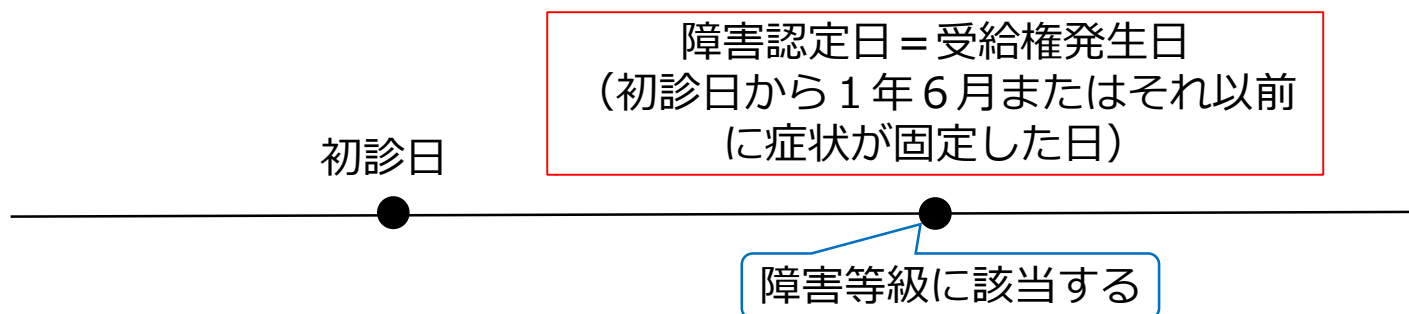 障害認定日＝受給権発生日
（初診日から１年６月またはそれ以前
に症状が固定した日）
初診日
障害等級に該当する